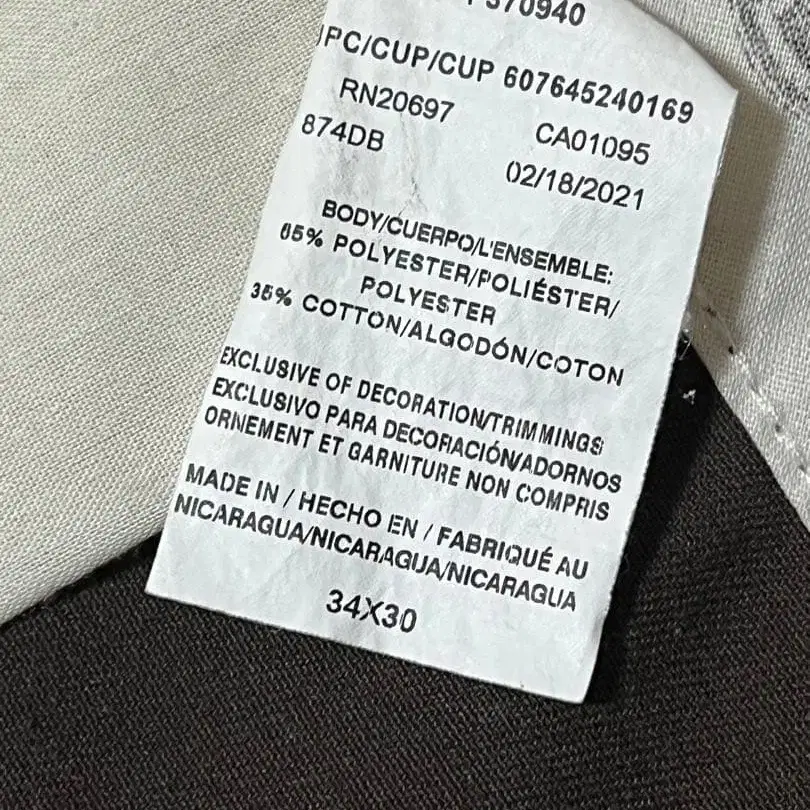 370940
UPC/CUP/CUP 607645240169
RN20697 CA01095
874DB 02/18/2021
BODY/CUERPO/L'ENSEMBLE:
65% POLYESTER/POLIÉSTER/
POLYESTER
35% COTTON/ALGODÓN/COTON
EXCLUSIVE OF DECORATION/TRIMMINGS
EXCLUSIVO PARA DECORACIÓN/ADORNOS
ORNEMENT ET GARNITURE NON COMPRIS
MADE IN / HECHO EN / FABRIQUÉ AU
NICARAGUA/NICARAGUA/NICARAGUA
34X30